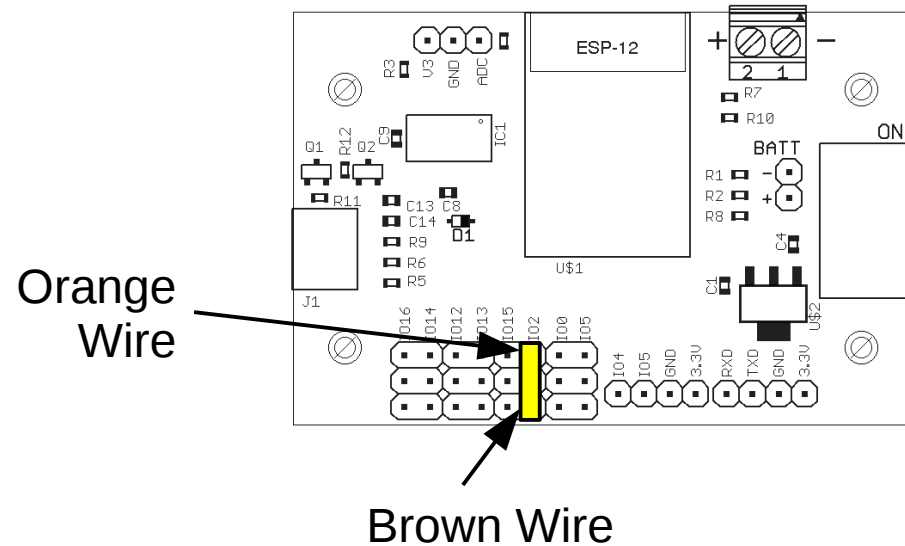 ESP-12
+
−
2 1
R3
V3
GND
ADC
R7
R10
ON
C9
IC1
Q1
R12
Q2
BATT
−
+
R1
R2
R8
R11
C13
C8
C14
D1
R9
R6
R5
C4
C1
U$1
U$2
J1
Orange
Wire
IO16
IO14
IO12
IO13
IO15
IO2
IO0
IO5
IO4
IO5
GND
3.3V
RXD
TXD
GND
3.3V
Brown Wire